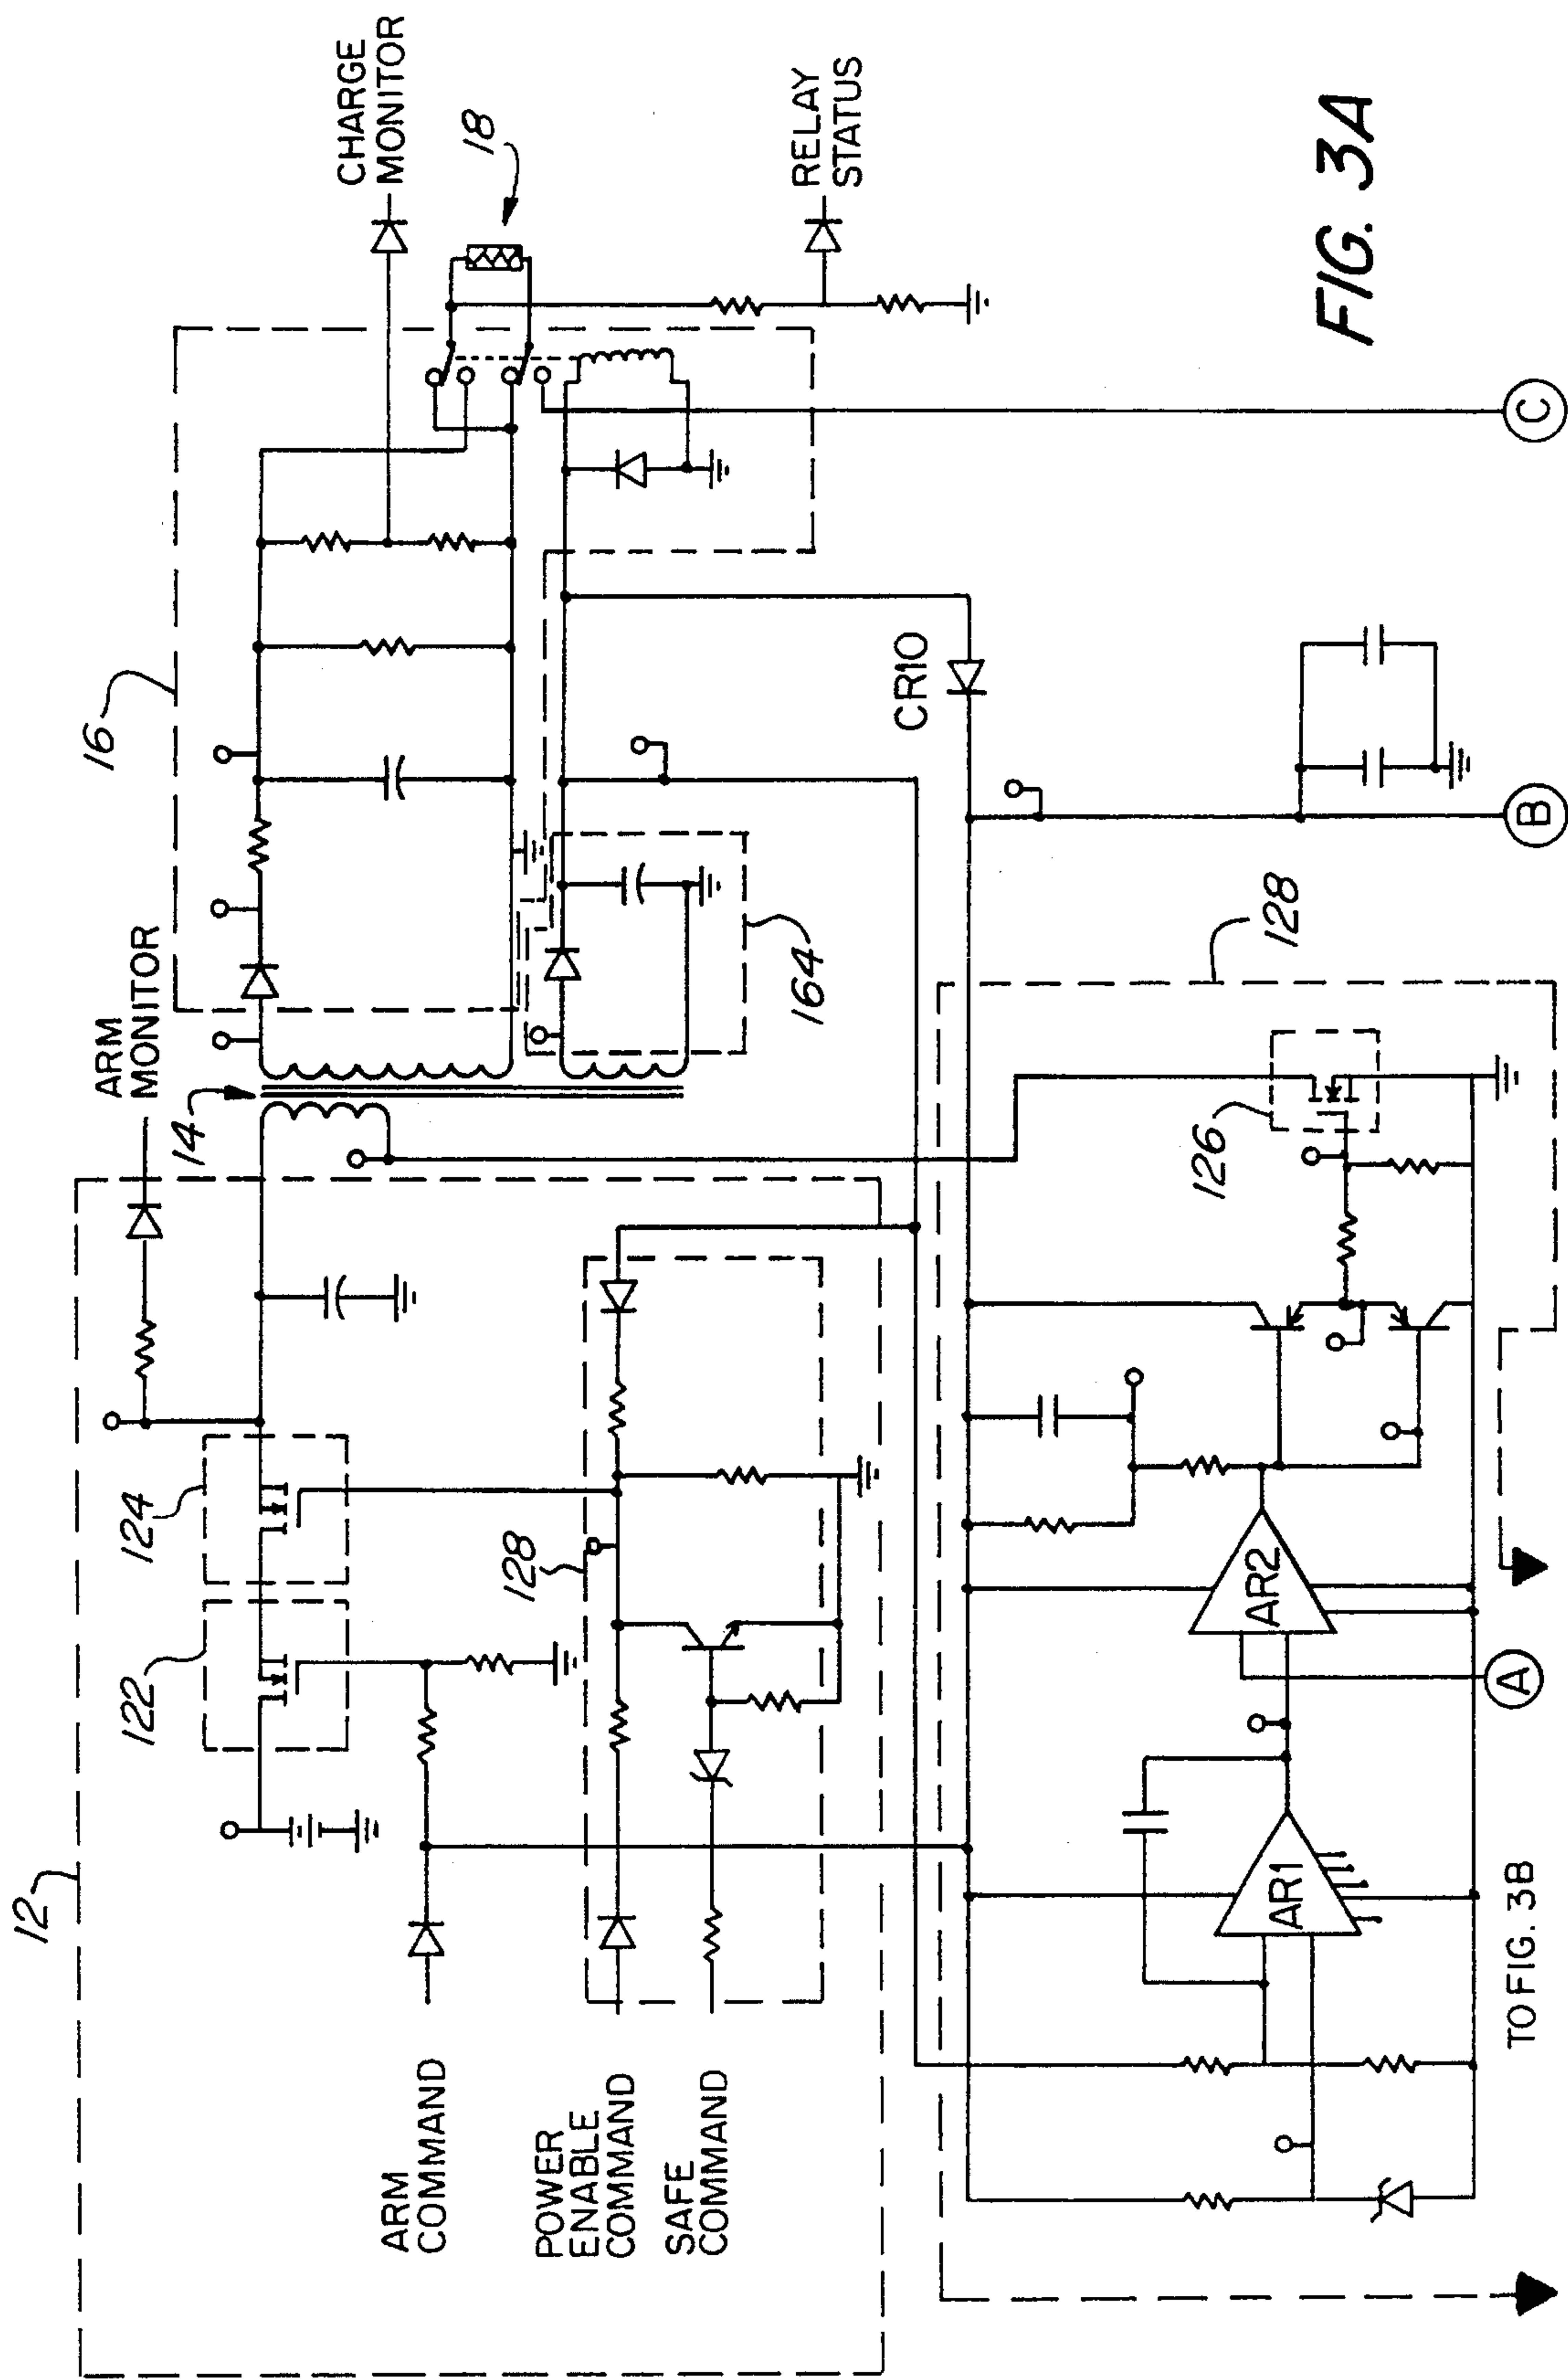 12
ARM
MONITOR
14
16
CHARGE
MONITOR
18
RELAY
STATUS
122
124
128
164
ARM
COMMAND
POWER
ENABLE
COMMAND
SAFE
COMMAND
CR10
126
128
AR1
AR2
A
B
C
TO FIG. 3B
FIG. 3A